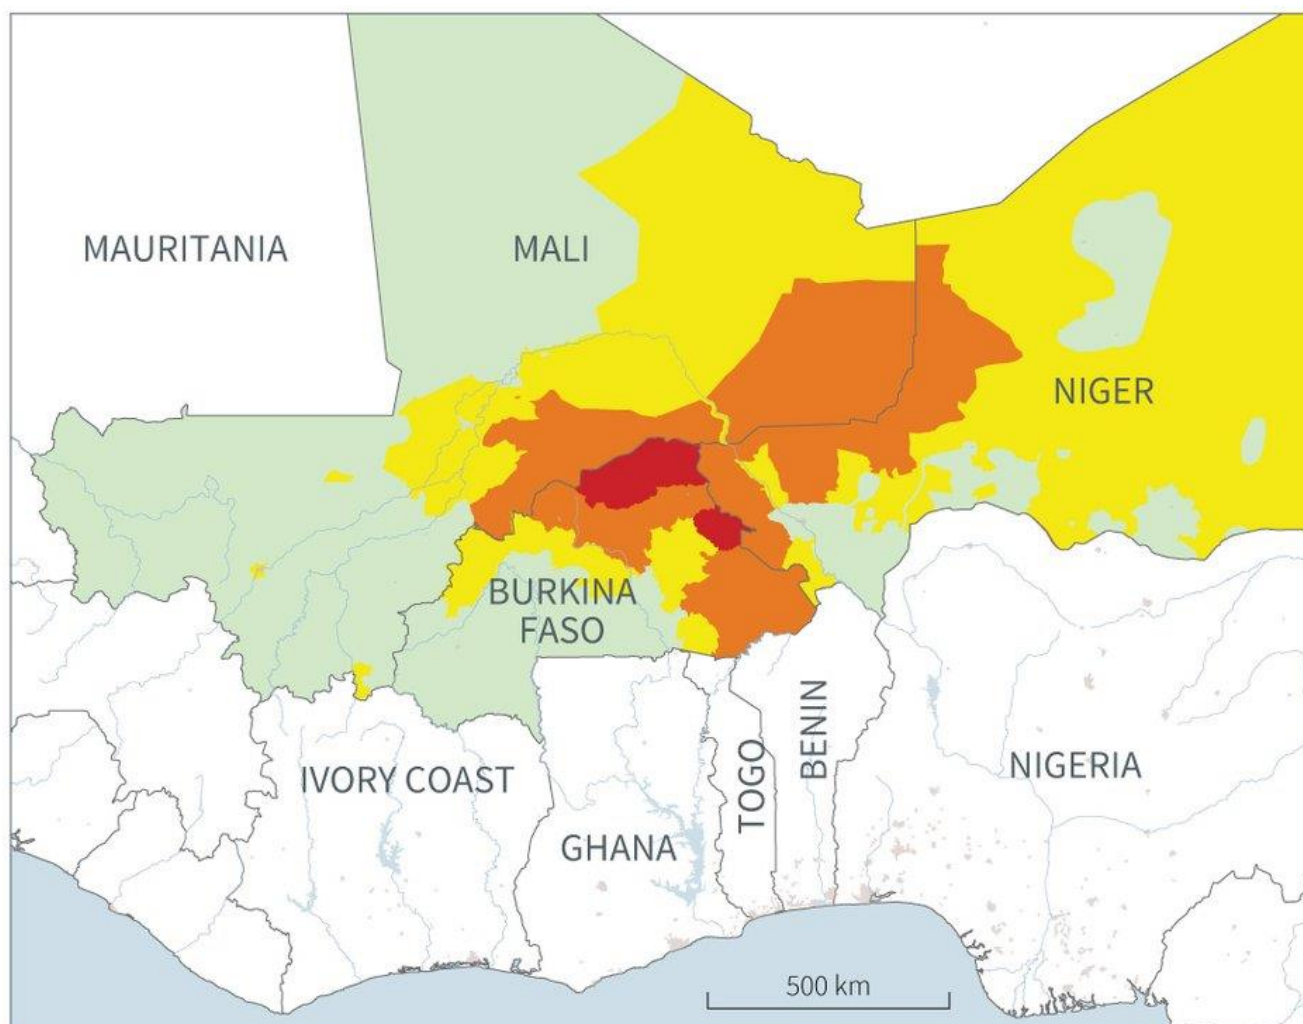 MAURITANIA
MALI
NIGER
BURKINA
FASO
IVORY COAST
GHANA
TOGO
BENIN
NIGERIA
500 km